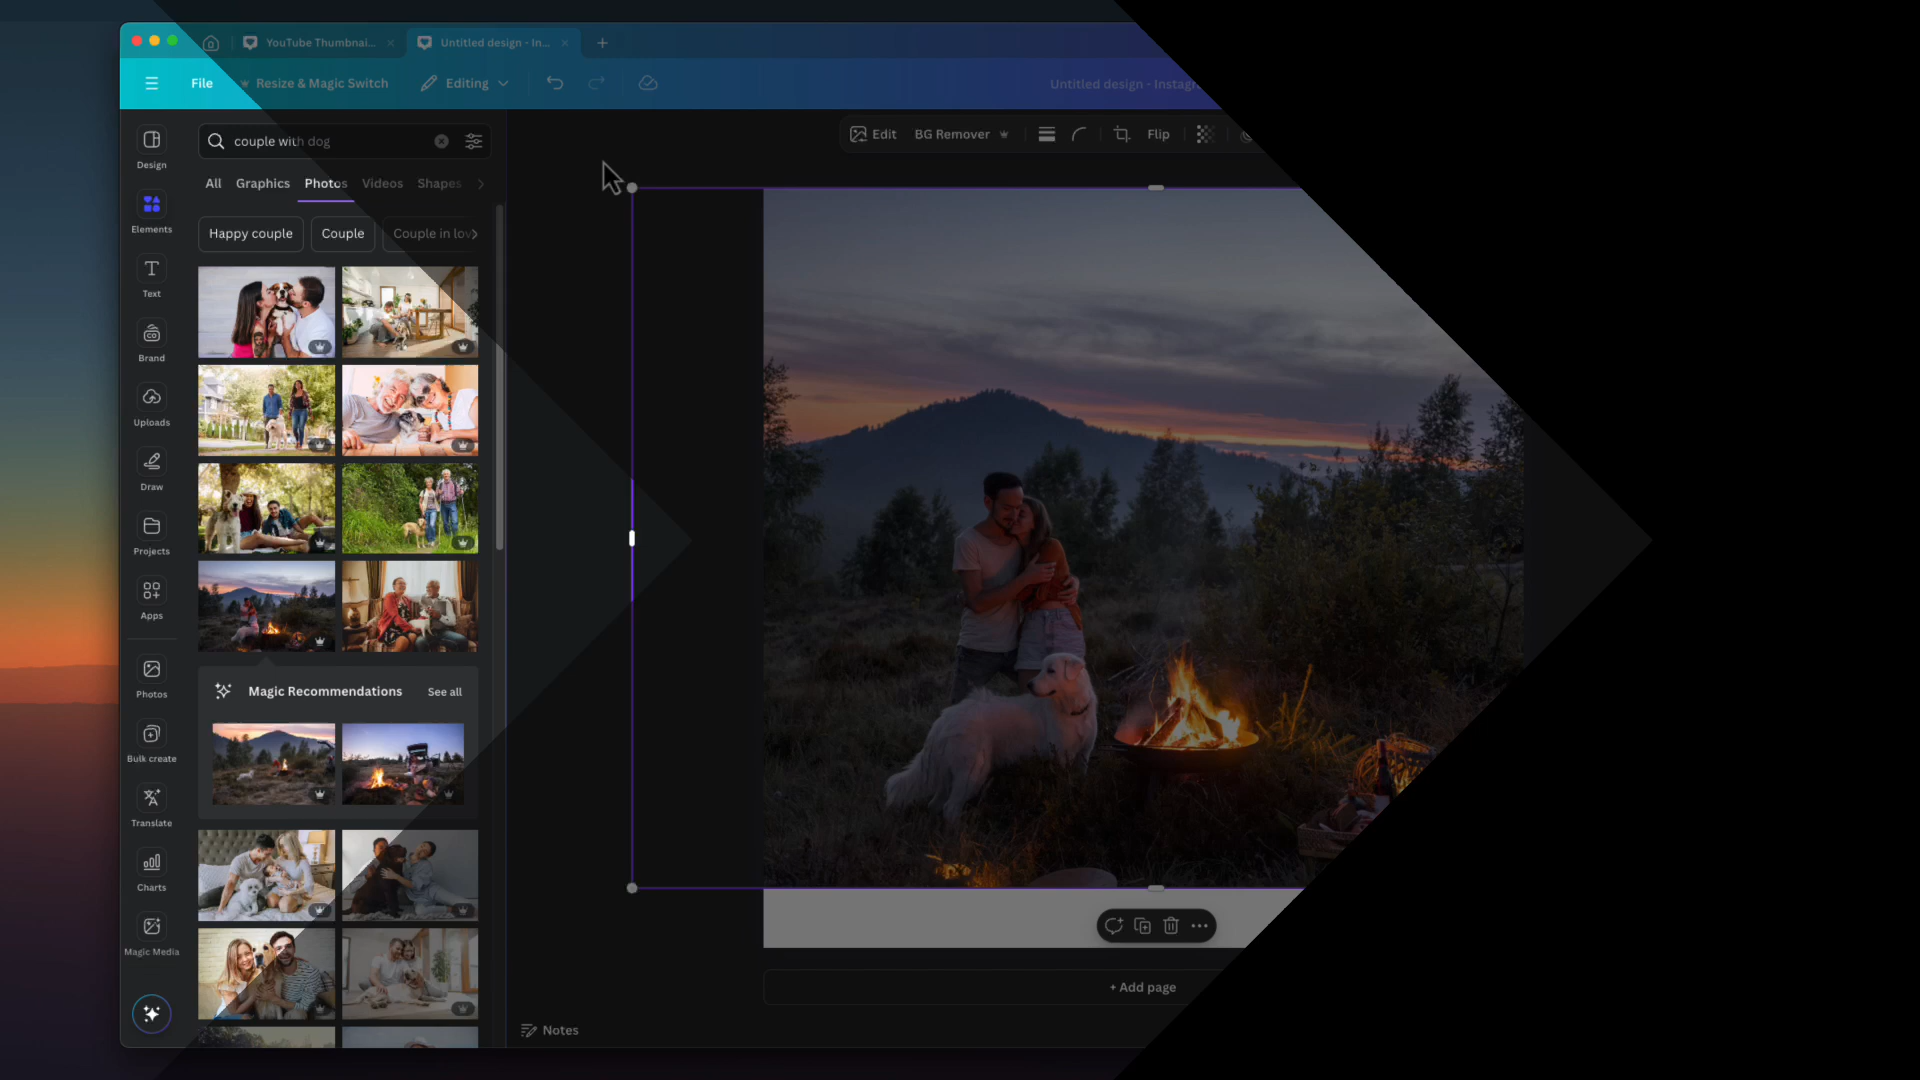 YouTube Thumbnai...
Untitled design - In...
File
Resize & Magic Switch
Editing
Untitled design - Instagr
couple with dog
Edit
BG Remover
Flip
Design
All
Graphics
Photos
Videos
Shapes
Elements
Happy couple
Couple
Couple in lov
Text
Brand
Uploads
Draw
Projects
Apps
Magic Recommendations
See all
Photos
Bulk create
Translate
Charts
Magic Media
+ Add page
Notes